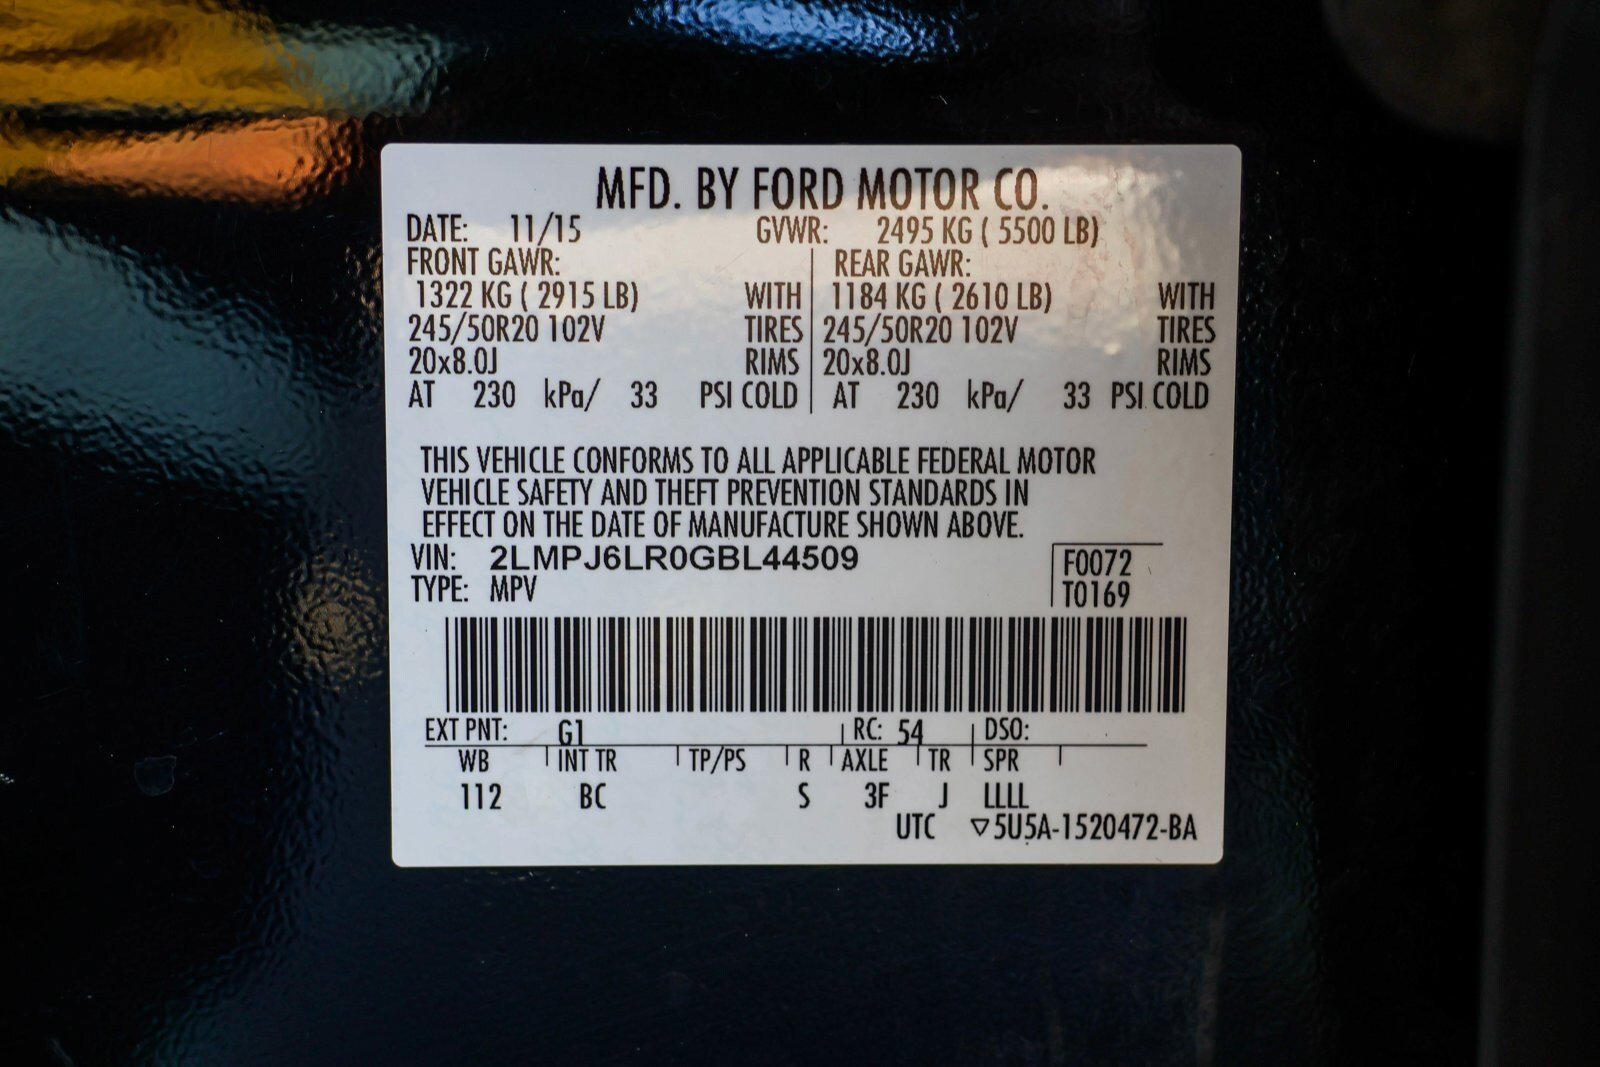 MFD. BY FORD MOTOR CO.
DATE: 11/15 GVWR: 2495 KG ( 5500 LB)
FRONT GAWR: REAR GAWR:
1322 KG ( 2915 LB) WITH 1184 KG ( 2610 LB) WITH
245/50R20 102V TIRES 245/50R20 102V TIRES
20x8.0J RIMS 20x8.0J RIMS
AT 230 kPa/ 33 PSI COLD AT 230 kPa/ 33 PSI COLD
THIS VEHICLE CONFORMS TO ALL APPLICABLE FEDERAL MOTOR
VEHICLE SAFETY AND THEFT PREVENTION STANDARDS IN
EFFECT ON THE DATE OF MANUFACTURE SHOWN ABOVE.
VIN: 2LMPJ6LR0GBL44509 F0072
TYPE: MPV T0169
EXT PNT: G1 RC: 54 DSO:
WB INT TR TP/PS R AXLE TR SPR
112 BC S 3F J LLLL
UTC ▽5U5A-1520472-BA